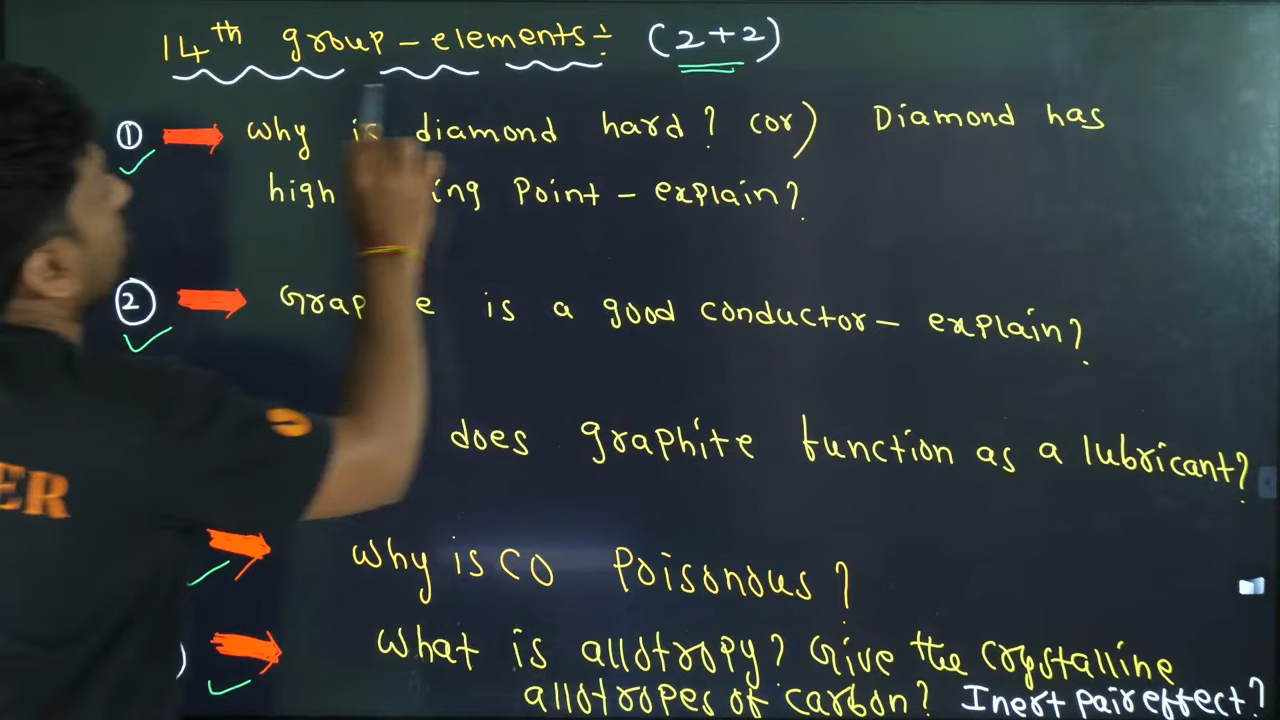 14th group - elements ÷ (2+2)
① why is diamond hard? (or) Diamond has
high ing Point - explain?
② Grap e is a good conductor - explain?
does graphite function as a lubricant?
why is CO Poisonous?
) what is allotropy? Give the crystalline
allotropes of carbon? Inert pair effect?
ER